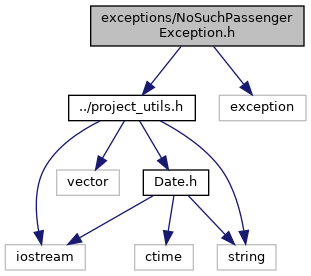 exceptions/NoSuchPassenger
Exception.h
../project_utils.h
exception
vector
Date.h
iostream
ctime
string